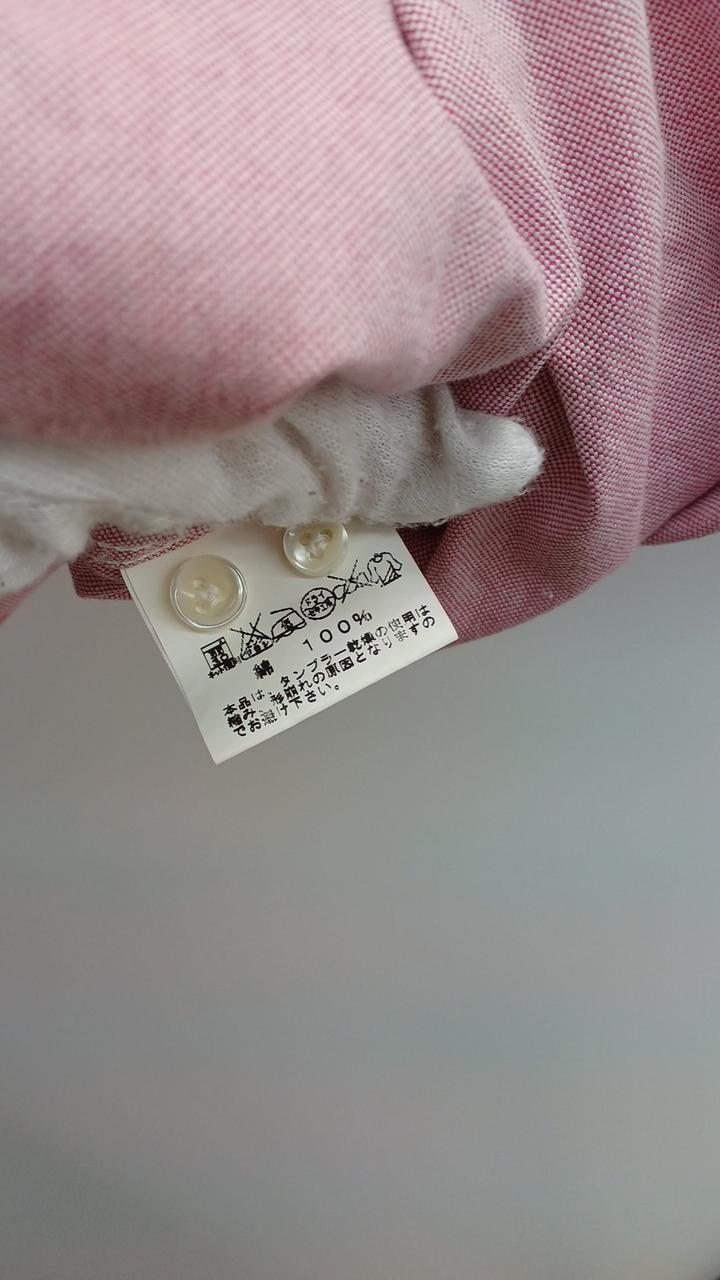 綿 100%
本品は、タンブラー乾燥の使用は
縮み、形崩れの原因となりますの
でお避け下さい。